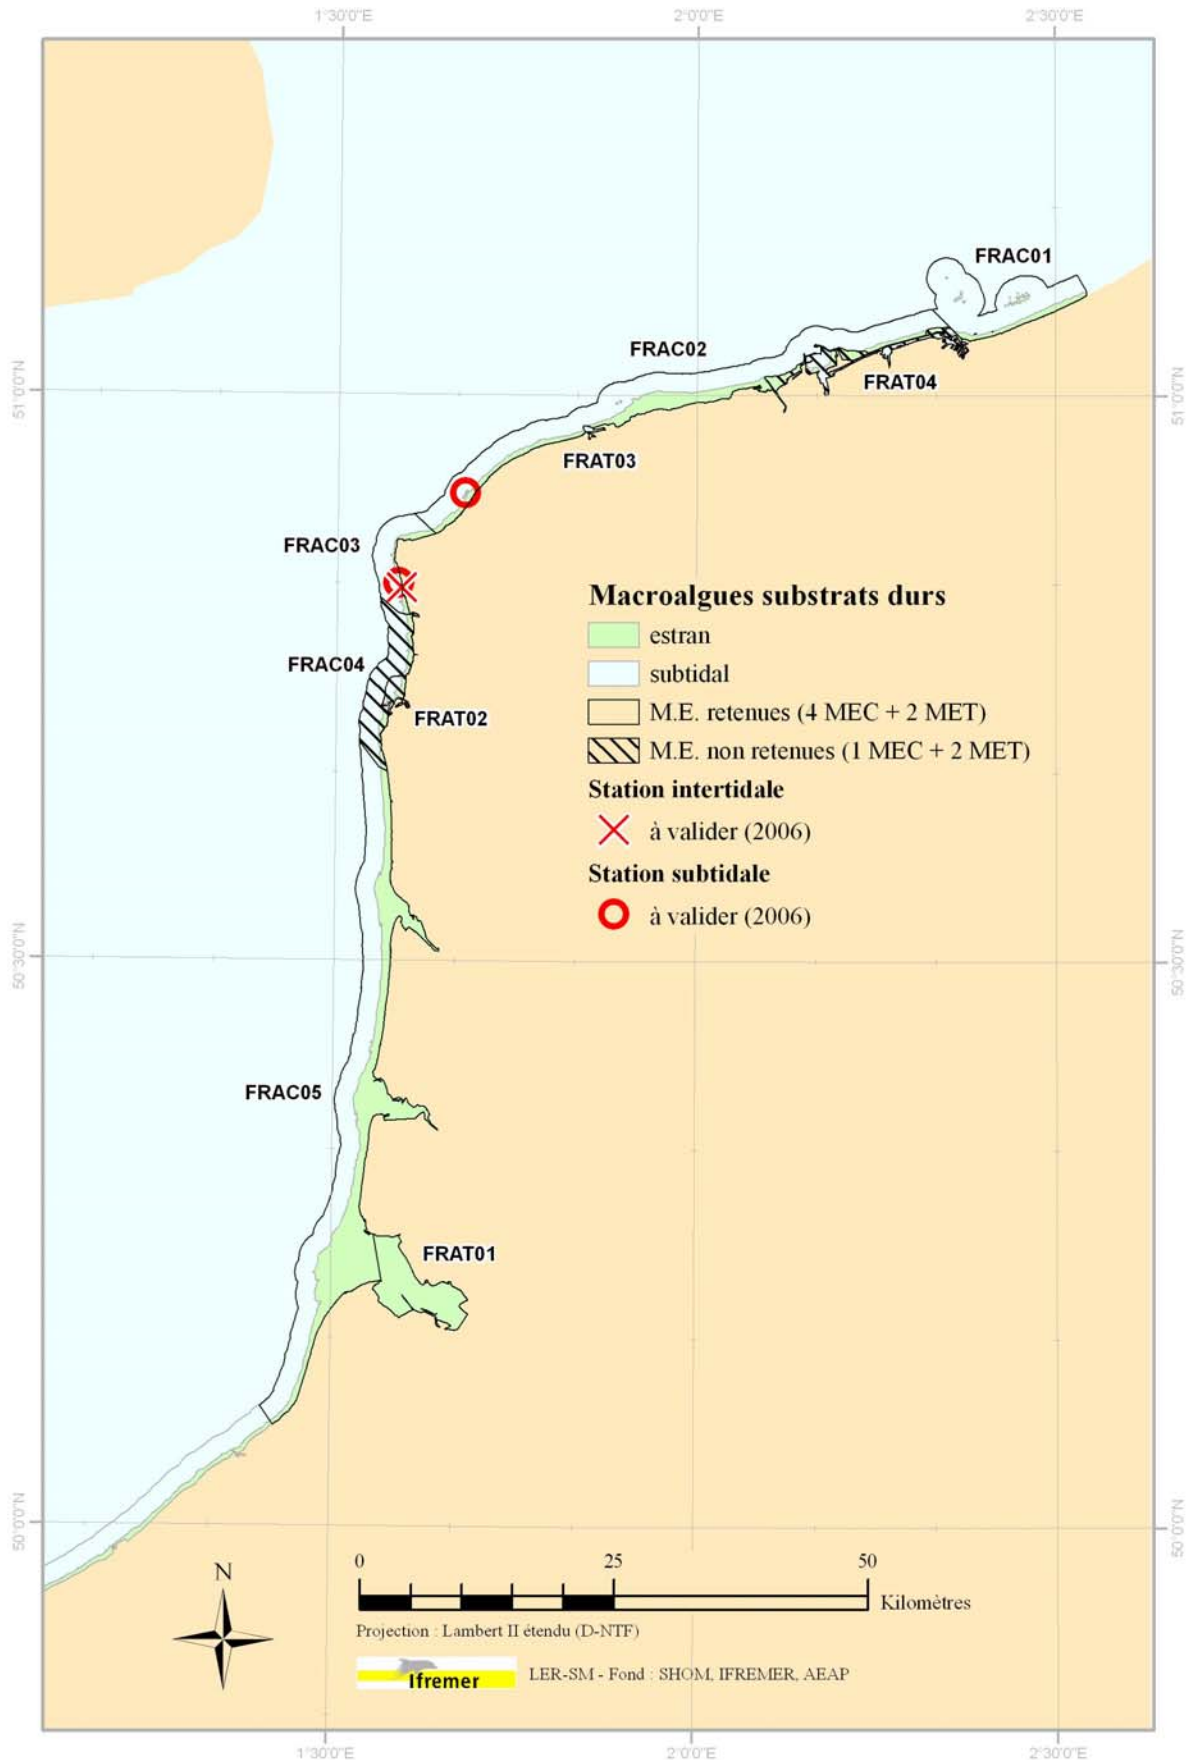 1°30'0"E
2°0'0"E
2°30'0"E
FRAC01
FRAC02
51°0'0"N
51°0'0"N
FRAT04
FRAT03
FRAC03
Macroalgues substrats durs
estran
FRAC04
subtidal
M.E. retenues (4 MEC + 2 MET)
FRAT02
M.E. non retenues (1 MEC + 2 MET)
Station intertidale
à valider (2006)
Station subtidale
à valider (2006)
50°30'0"N
50°30'0"N
FRAC05
FRAT01
50°0'0"N
50°0'0"N
N
0
25
50
Kilomètres
Projection : Lambert II étendu (D-NTF)
Ifremer
LER-SM - Fond : SHOM, IFREMER, AEAP
1°30'0"E
2°0'0"E
2°30'0"E